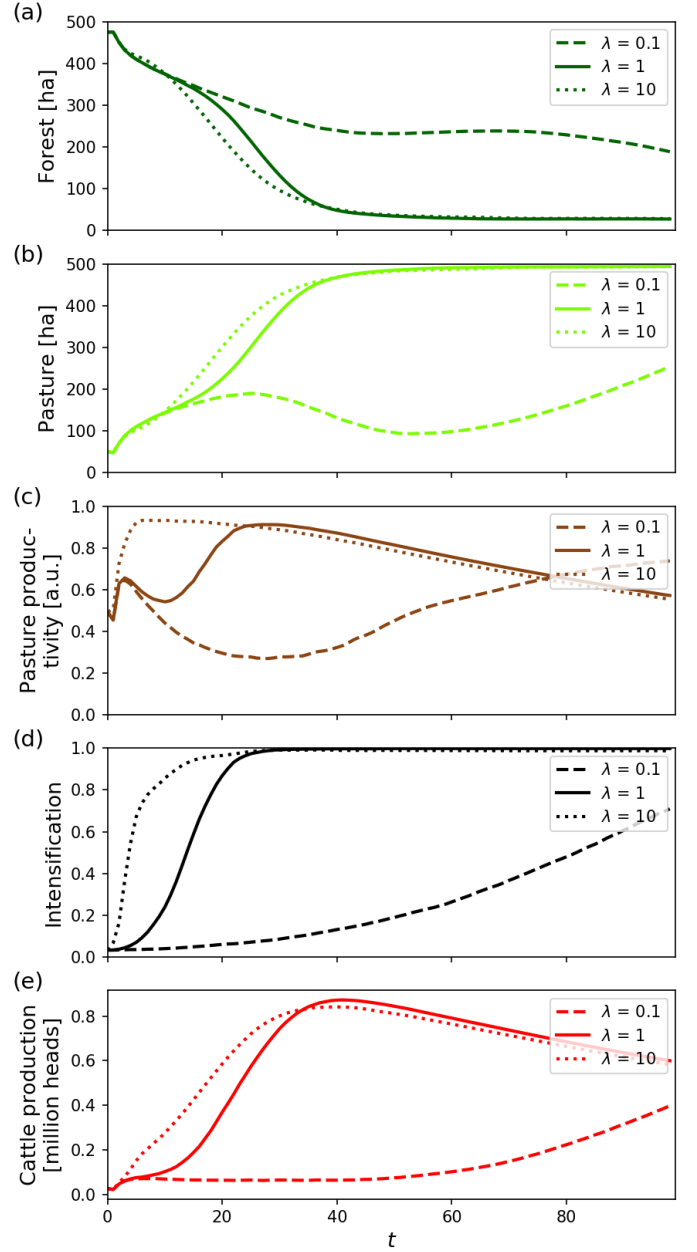 (a)
500
400
300
200
100
0
Forest [ha]
λ = 0.1
λ = 1
λ = 10
(b)
500
400
300
200
100
0
Pasture [ha]
λ = 0.1
λ = 1
λ = 10
(c)
1.0
0.8
0.6
0.4
0.2
0.0
Pasture produc-
tivity [a.u.]
λ = 0.1
λ = 1
λ = 10
(d)
1.0
0.8
0.6
0.4
0.2
0.0
Intensification
λ = 0.1
λ = 1
λ = 10
(e)
0.8
0.6
0.4
0.2
0.0
Cattle production
[million heads]
λ = 0.1
λ = 1
λ = 10
0 20 40 60 80
t